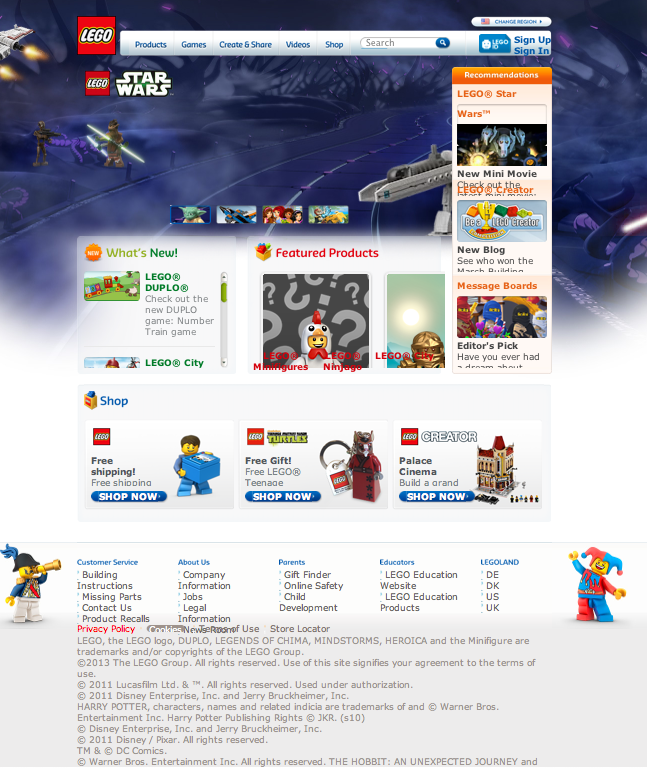 CHANGE REGION
LEGO
Products
Games
Create & Share
Videos
Shop
Search
LEGO ID
Sign Up
Sign In
LEGO STAR WARS
Recommendations
LEGO® Star
Wars™
New Mini Movie
Check out the
latest mini movie:
LEGO® Creator
Be a LEGO Creator
New Blog
See who won the
March Building
Message Boards
Editor's Pick
Have you ever had
a dream about
NEW What's New!
LEGO®
DUPLO®
Check out the
new DUPLO
game: Number
Train game
LEGO® City
Featured Products
LEGO®
Minifigures
LEGO®
Ninjago
LEGO® City
Shop
LEGO
Free
shipping!
Free shipping
SHOP NOW
LEGO TURTLES
Free Gift!
Free LEGO®
Teenage
SHOP NOW
LEGO CREATOR
Palace
Cinema
Build a grand
SHOP NOW
Customer Service
Building
Instructions
Missing Parts
Contact Us
Product Recalls
About Us
Company
Information
Jobs
Legal
Information
News Room
Parents
Gift Finder
Online Safety
Child
Development
Educators
LEGO Education
Website
LEGO Education
Products
LEGOLAND
DE
DK
US
UK
Privacy Policy
Cookies
Terms of Use
Store Locator
LEGO, the LEGO logo, DUPLO, LEGENDS OF CHIMA, MINDSTORMS, HEROICA and the Minifigure are
trademarks and/or copyrights of the LEGO Group.
©2013 The LEGO Group. All rights reserved. Use of this site signifies your agreement to the terms of
use.
© 2011 Lucasfilm Ltd. & ™. All rights reserved. Used under authorization.
© 2011 Disney Enterprise, Inc. and Jerry Bruckheimer, Inc.
HARRY POTTER, characters, names and related indicia are trademarks of and © Warner Bros.
Entertainment Inc. Harry Potter Publishing Rights © JKR. (s10)
© Disney Enterprise, Inc. and Jerry Bruckheimer, Inc.
© 2011 Disney / Pixar. All rights reserved.
TM & © DC Comics.
© Warner Bros. Entertainment Inc. All rights reserved. THE HOBBIT: AN UNEXPECTED JOURNEY and